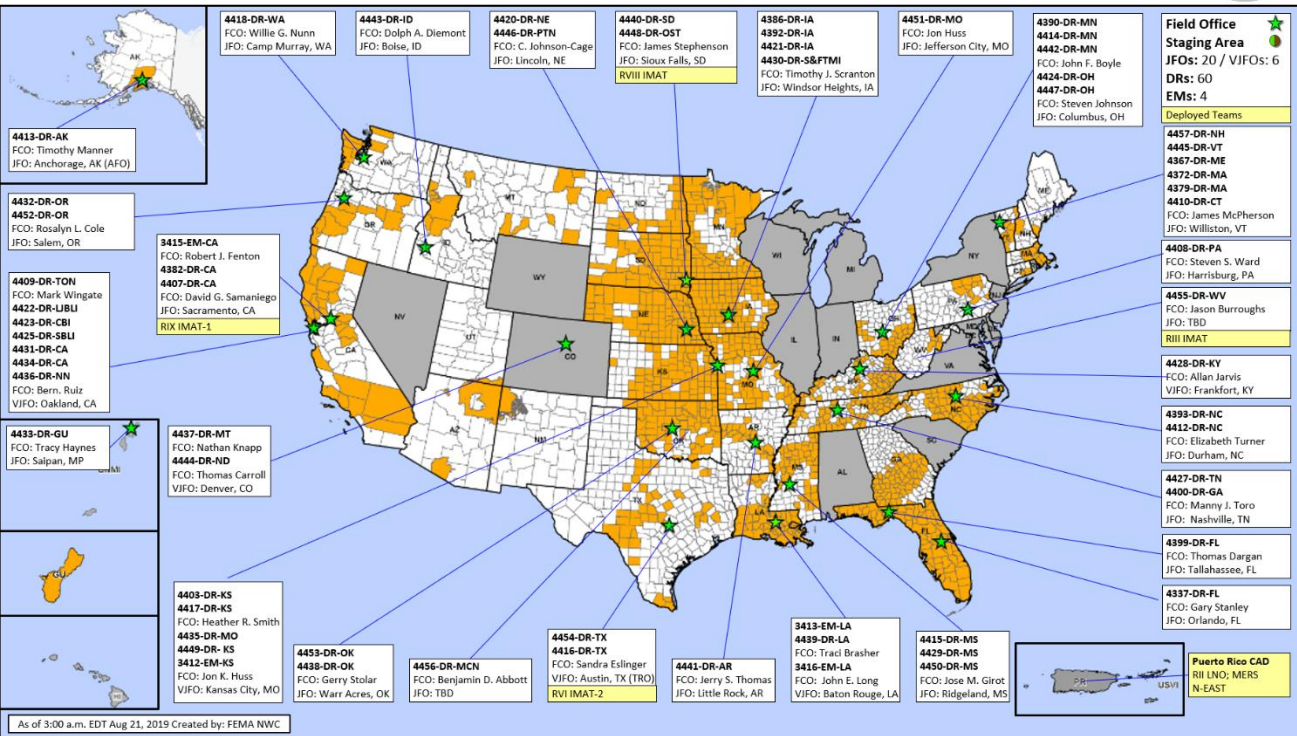 4418-DR-WA
FCO: Willie G. Nunn
JFO: Camp Murray, WA
4443-DR-ID
FCO: Dolph A. Diemont
JFO: Boise, ID
4420-DR-NE
4446-DR-PTN
FCO: C. Johnson-Cage
JFO: Lincoln, NE
4440-DR-SD
4448-DR-OST
FCO: James Stephenson
JFO: Sioux Falls, SD
RVIII IMAT
4386-DR-IA
4392-DR-IA
4421-DR-IA
4430-DR-S&FTMI
FCO: Timothy J. Scranton
JFO: Windsor Heights, IA
4451-DR-MO
FCO: Jon Huss
JFO: Jefferson City, MO
4390-DR-MN
4414-DR-MN
4442-DR-MN
FCO: John F. Boyle
4424-DR-OH
4447-DR-OH
FCO: Steven Johnson
JFO: Columbus, OH
Field Office
Staging Area
JFOs: 20 / VJFOs: 6
DRs: 60
EMs: 4
Deployed Teams
AK
4413-DR-AK
FCO: Timothy Manner
JFO: Anchorage, AK (AFO)
4457-DR-NH
4445-DR-VT
4367-DR-ME
4372-DR-MA
4379-DR-MA
4410-DR-CT
FCO: James McPherson
JFO: Williston, VT
4432-DR-OR
4452-DR-OR
FCO: Rosalyn L. Cole
JFO: Salem, OR
3415-EM-CA
FCO: Robert J. Fenton
4382-DR-CA
4407-DR-CA
FCO: David G. Samaniego
JFO: Sacramento, CA
RIX IMAT-1
4409-DR-TON
FCO: Mark Wingate
4422-DR-LJBLI
4423-DR-CBI
4425-DR-SBLI
4431-DR-CA
4434-DR-CA
4436-DR-NN
FCO: Bern. Ruiz
VJFO: Oakland, CA
4408-DR-PA
FCO: Steven S. Ward
JFO: Harrisburg, PA
4455-DR-WV
FCO: Jason Burroughs
JFO: TBD
RIII IMAT
4428-DR-KY
FCO: Allan Jarvis
VJFO: Frankfort, KY
4393-DR-NC
4412-DR-NC
FCO: Elizabeth Turner
JFO: Durham, NC
4427-DR-TN
4400-DR-GA
FCO: Manny J. Toro
JFO: Nashville, TN
4399-DR-FL
FCO: Thomas Dargan
JFO: Tallahassee, FL
4337-DR-FL
FCO: Gary Stanley
JFO: Orlando, FL
WA
MT
ND
MN
OR
ID
SD
WI
MI
NY
ME
NH
MA
CT
WY
NV
UT
NE
IA
IL
IN
OH
PA
MD
WV
VA
CA
CO
KS
MO
KY
NC
TN
AZ
NM
OK
AR
SC
MS
AL
GA
TX
LA
FL
4433-DR-GU
FCO: Tracy Haynes
JFO: Saipan, MP
CNMI
GU
HI
4437-DR-MT
FCO: Nathan Knapp
4444-DR-ND
FCO: Thomas Carroll
VJFO: Denver, CO
4403-DR-KS
4417-DR-KS
FCO: Heather R. Smith
4435-DR-MO
4449-DR- KS
3412-EM-KS
FCO: Jon K. Huss
VJFO: Kansas City, MO
4453-DR-OK
4438-DR-OK
FCO: Gerry Stolar
JFO: Warr Acres, OK
4456-DR-MCN
FCO: Benjamin D. Abbott
JFO: TBD
4454-DR-TX
4416-DR-TX
FCO: Sandra Eslinger
VJFO: Austin, TX (TRO)
RVI IMAT-2
4441-DR-AR
FCO: Jerry S. Thomas
JFO: Little Rock, AR
3413-EM-LA
4439-DR-LA
FCO: Traci Brasher
3416-EM-LA
FCO: John E. Long
VJFO: Baton Rouge, LA
4415-DR-MS
4429-DR-MS
4450-DR-MS
FCO: Jose M. Girot
JFO: Ridgeland, MS
PR
USVI
Puerto Rico CAD
RII LNO; MERS
N-EAST
As of 3:00 a.m. EDT Aug 21, 2019 Created by: FEMA NWC